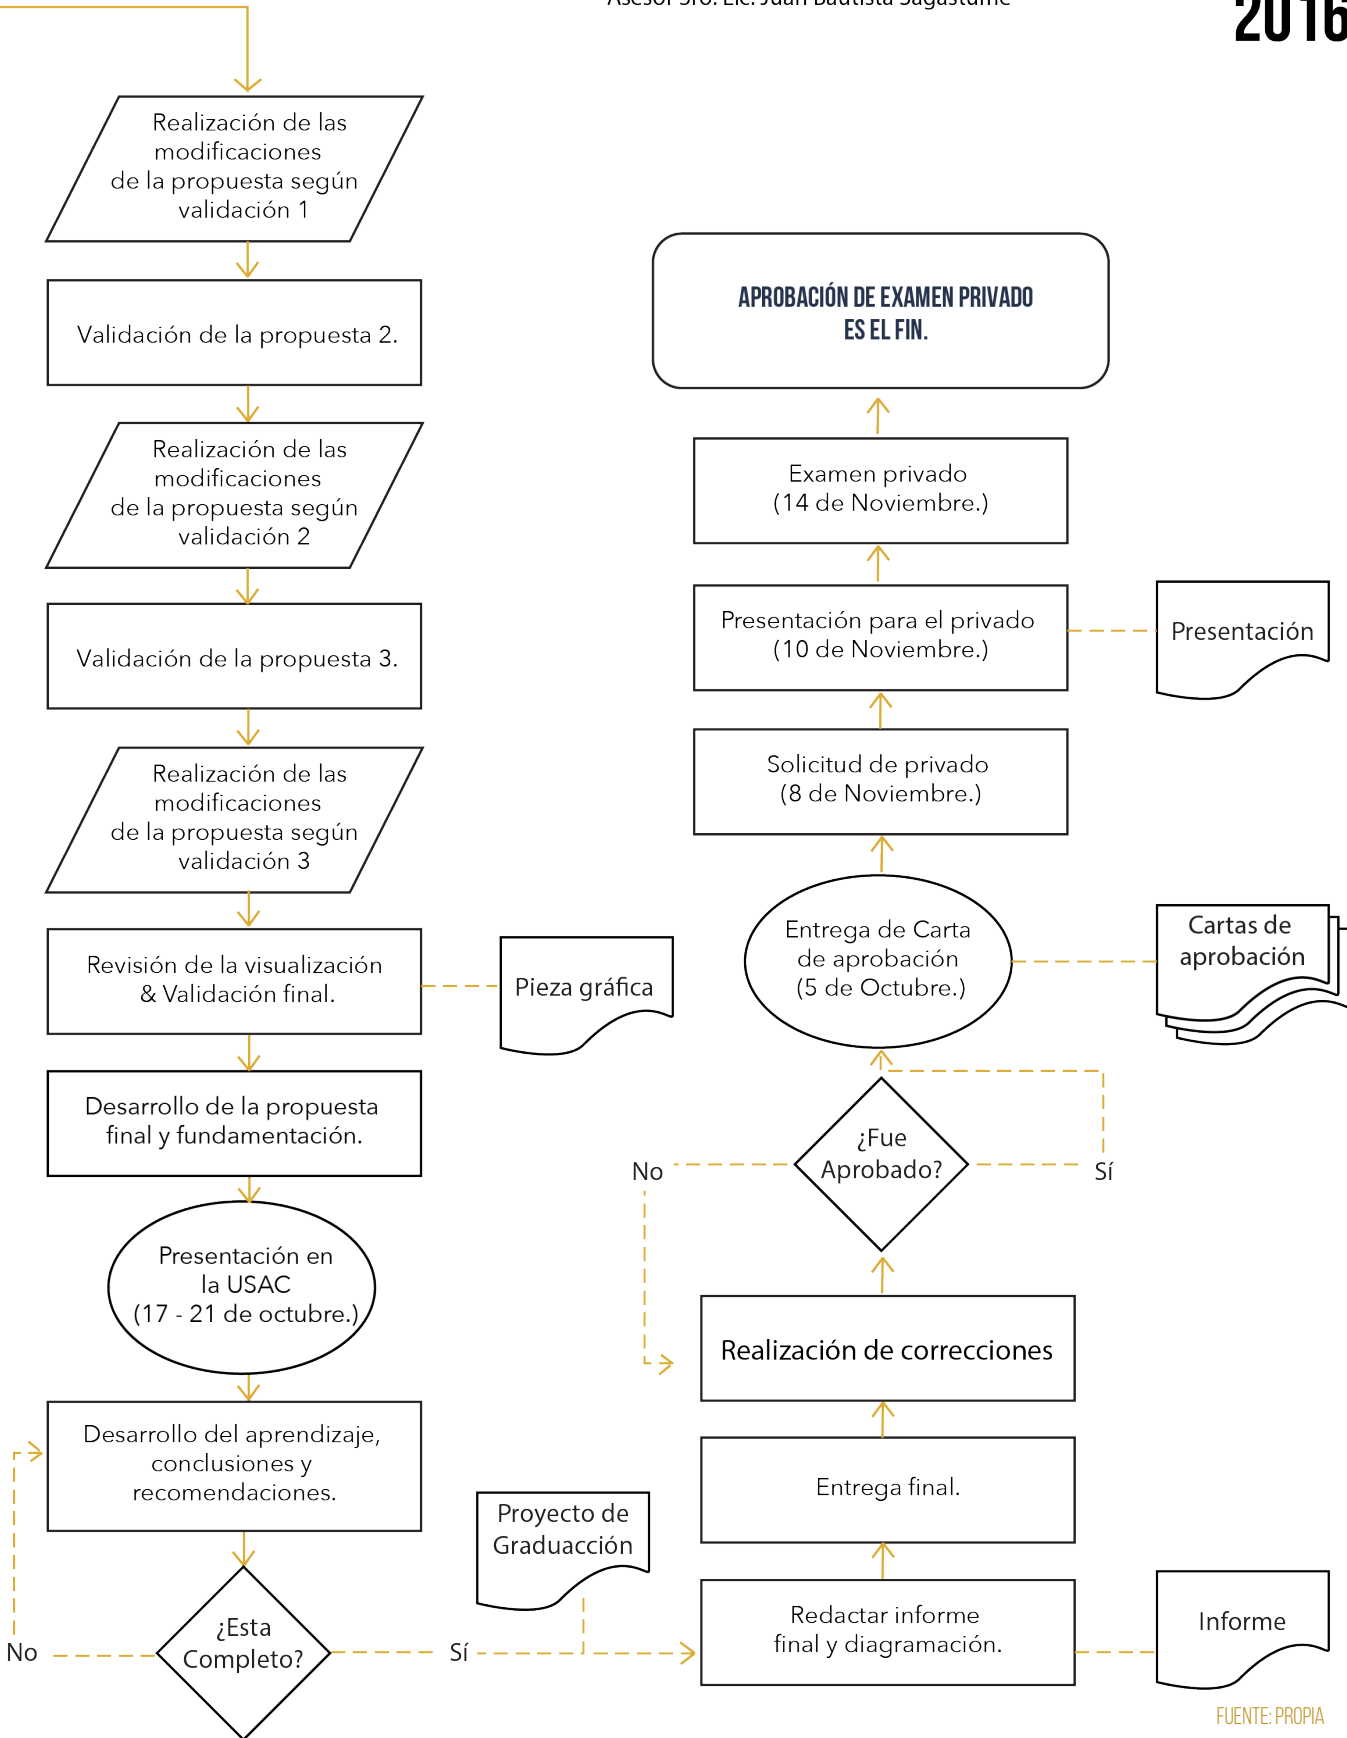 Asesor 3ro. Lic. Juan Bautista Sagastume
2016
Realización de las
modificaciones
de la propuesta según
validación 1
Validación de la propuesta 2.
Realización de las
modificaciones
de la propuesta según
validación 2
Validación de la propuesta 3.
Realización de las
modificaciones
de la propuesta según
validación 3
Revisión de la visualización
& Validación final.
Pieza gráfica
Desarrollo de la propuesta
final y fundamentación.
Presentación en
la USAC
(17 - 21 de octubre.)
Desarrollo del aprendizaje,
conclusiones y
recomendaciones.
¿Esta
Completo?
No
Sí
Proyecto de
Graduacción
Redactar informe
final y diagramación.
Informe
Entrega final.
Realización de correcciones
¿Fue
Aprobado?
No
Sí
Entrega de Carta
de aprobación
(5 de Octubre.)
Cartas de
aprobación
Solicitud de privado
(8 de Noviembre.)
Presentación para el privado
(10 de Noviembre.)
Presentación
Examen privado
(14 de Noviembre.)
APROBACIÓN DE EXAMEN PRIVADO
ES EL FIN.
FUENTE: PROPIA